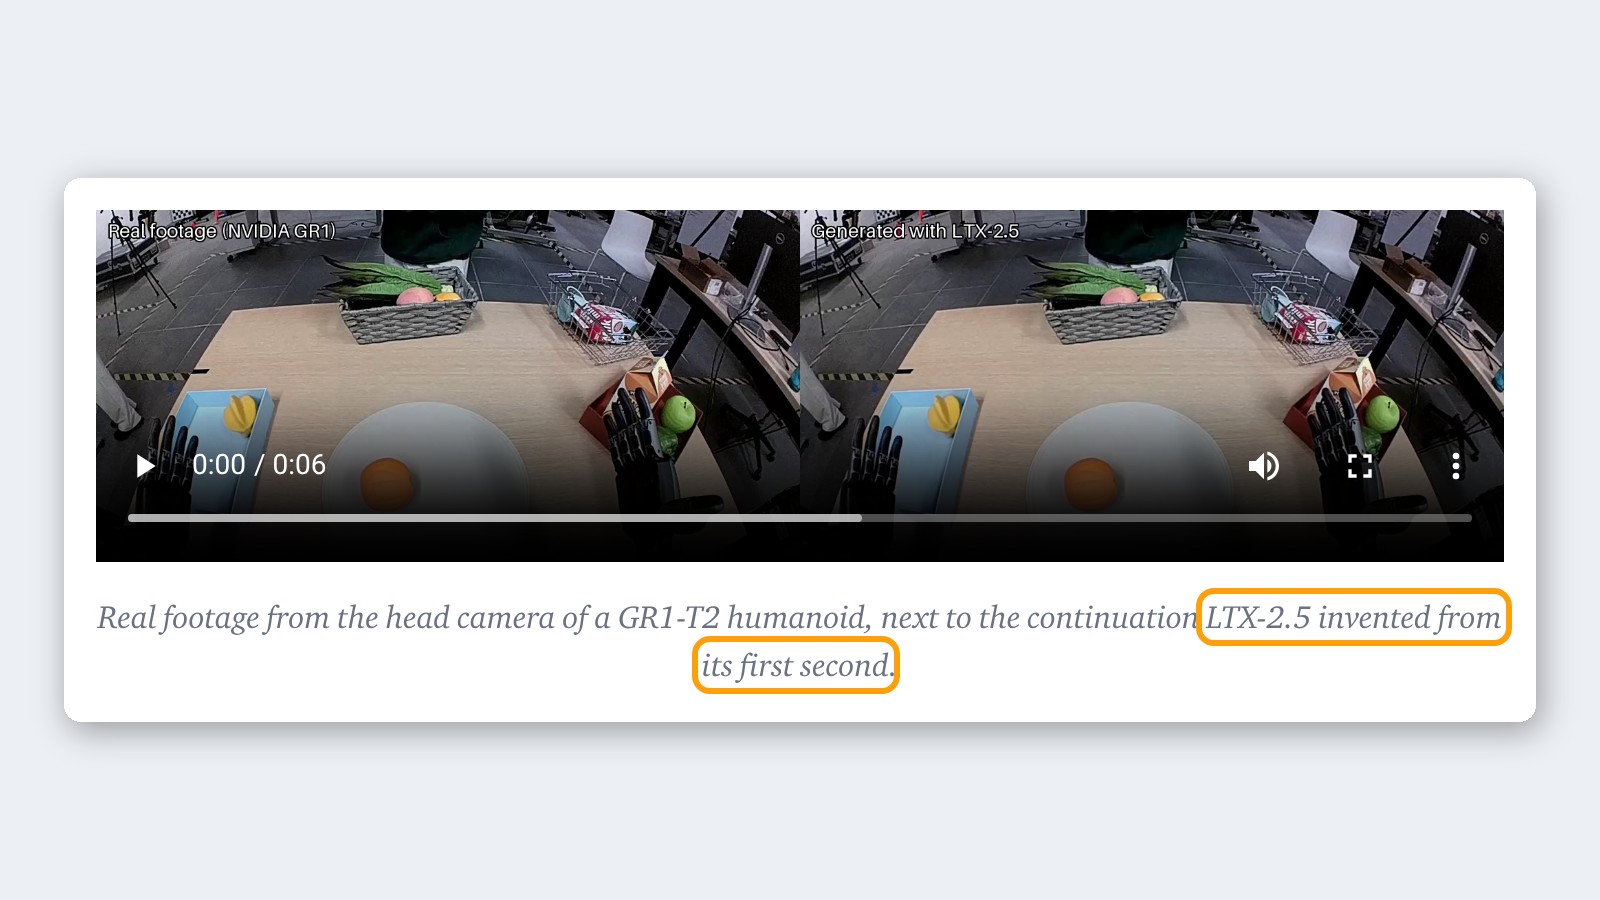 Real footage (NVIDIA GR1)
Generated with LTX-2.5
0:00 / 0:06
Real footage from the head camera of a GR1-T2 humanoid, next to the continuation LTX-2.5 invented from
its first second.